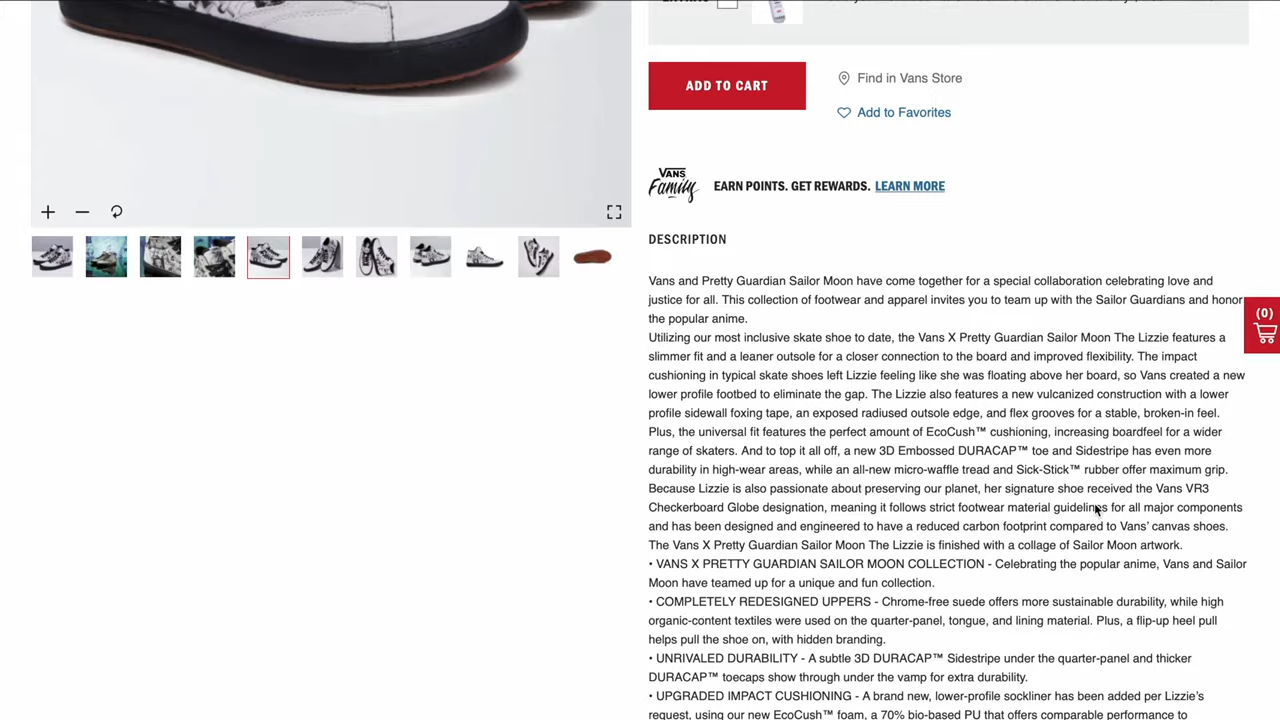 ADD TO CART
Find in Vans Store
Add to Favorites
VANS
Family
EARN POINTS. GET REWARDS. LEARN MORE
DESCRIPTION
Vans and Pretty Guardian Sailor Moon have come together for a special collaboration celebrating love and
justice for all. This collection of footwear and apparel invites you to team up with the Sailor Guardians and honor
the popular anime.
(0)
Utilizing our most inclusive skate shoe to date, the Vans X Pretty Guardian Sailor Moon The Lizzie features a
slimmer fit and a leaner outsole for a closer connection to the board and improved flexibility. The impact
cushioning in typical skate shoes left Lizzie feeling like she was floating above her board, so Vans created a new
lower profile footbed to eliminate the gap. The Lizzie also features a new vulcanized construction with a lower
profile sidewall foxing tape, an exposed radiused outsole edge, and flex grooves for a stable, broken-in feel.
Plus, the universal fit features the perfect amount of EcoCush™ cushioning, increasing boardfeel for a wider
range of skaters. And to top it all off, a new 3D Embossed DURACAP™ toe and Sidestripe has even more
durability in high-wear areas, while an all-new micro-waffle tread and Sick-Stick™ rubber offer maximum grip.
Because Lizzie is also passionate about preserving our planet, her signature shoe received the Vans VR3
Checkerboard Globe designation, meaning it follows strict footwear material guidelines for all major components
and has been designed and engineered to have a reduced carbon footprint compared to Vans' canvas shoes.
The Vans X Pretty Guardian Sailor Moon The Lizzie is finished with a collage of Sailor Moon artwork.
• VANS X PRETTY GUARDIAN SAILOR MOON COLLECTION - Celebrating the popular anime, Vans and Sailor
Moon have teamed up for a unique and fun collection.
• COMPLETELY REDESIGNED UPPERS - Chrome-free suede offers more sustainable durability, while high
organic-content textiles were used on the quarter-panel, tongue, and lining material. Plus, a flip-up heel pull
helps pull the shoe on, with hidden branding.
• UNRIVALED DURABILITY - A subtle 3D DURACAP™ Sidestripe under the quarter-panel and thicker
DURACAP™ toecaps show through under the vamp for extra durability.
• UPGRADED IMPACT CUSHIONING - A brand new, lower-profile sockliner has been added per Lizzie's
request, using our new EcoCush™ foam, a 70% bio-based PU that offers comparable performance to